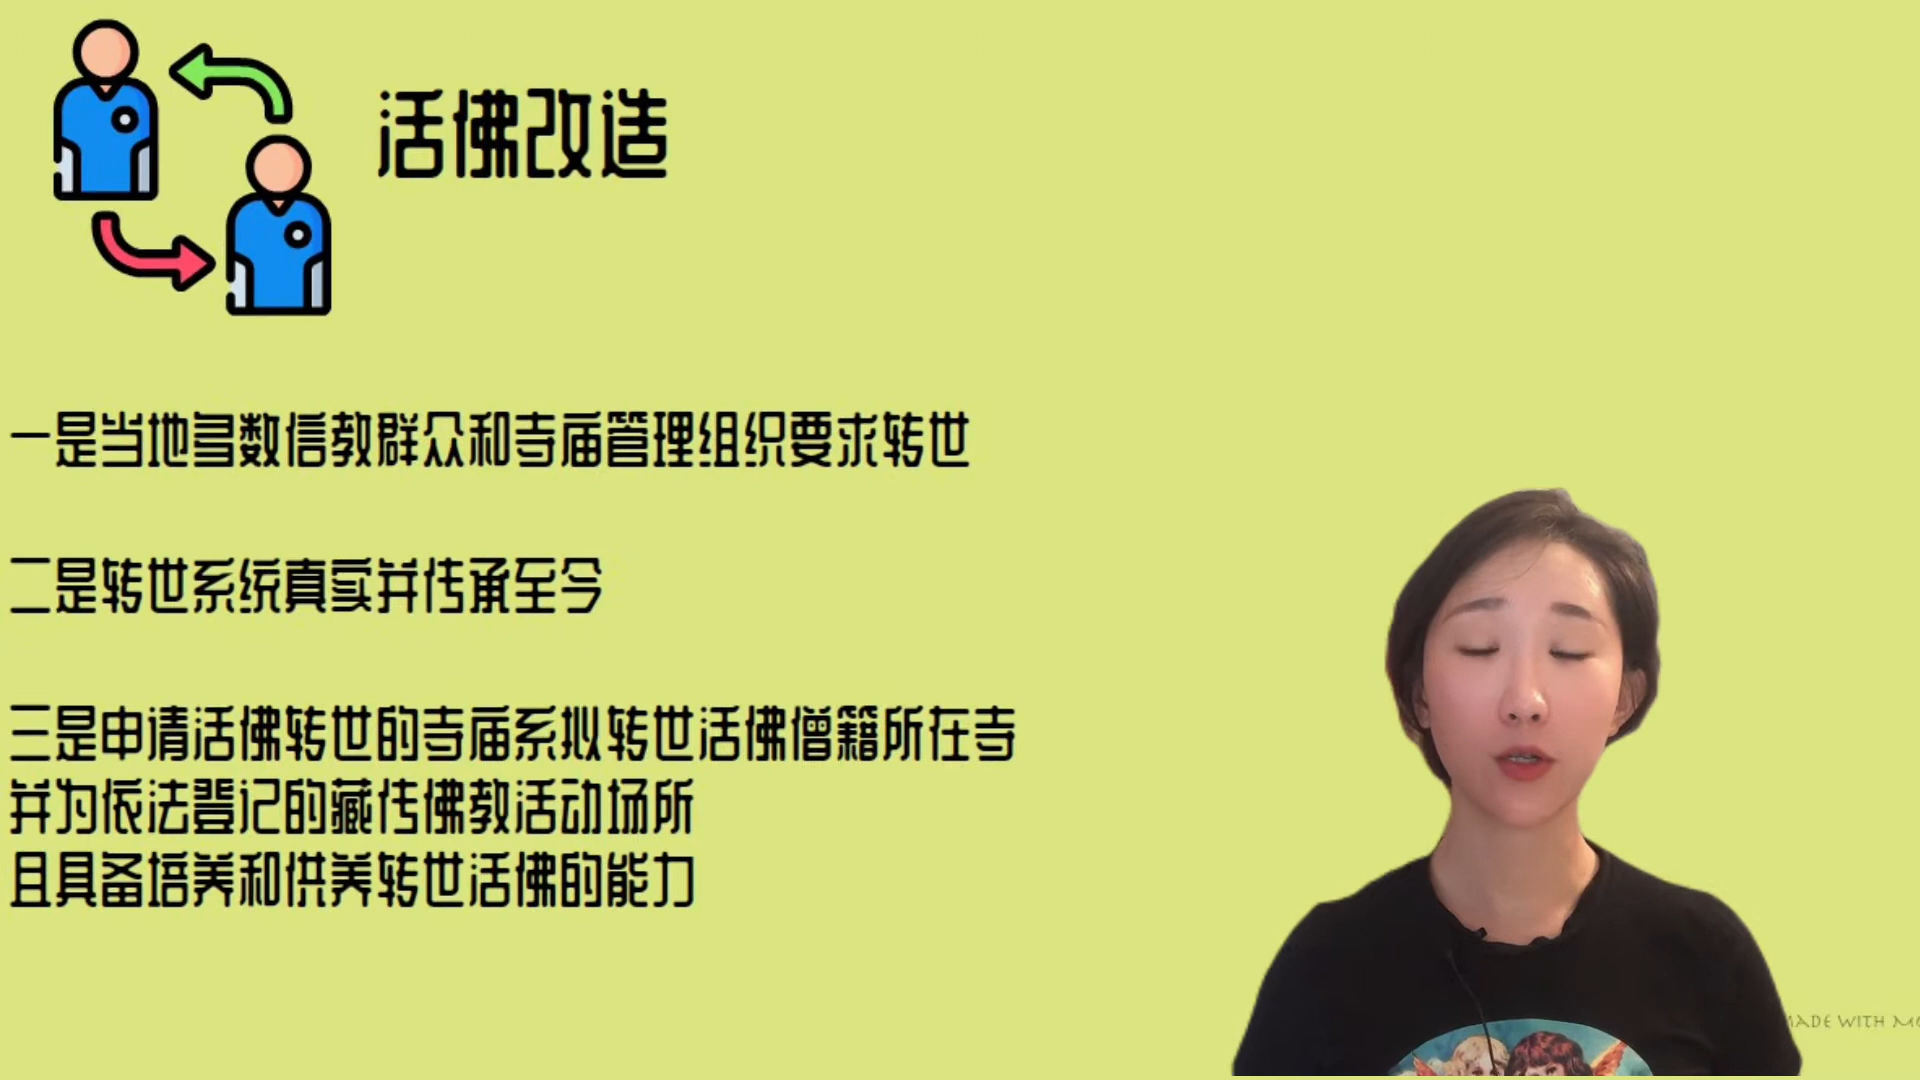 活佛改造
一是当地多数信教群众和寺庙管理组织要求转世
二是转世系统真实并传承至今
三是申请活佛转世的寺庙系拟转世活佛僧籍所在寺
并为依法登记的藏传佛教活动场所
且具备培养和供养转世活佛的能力
MADE WITH MO